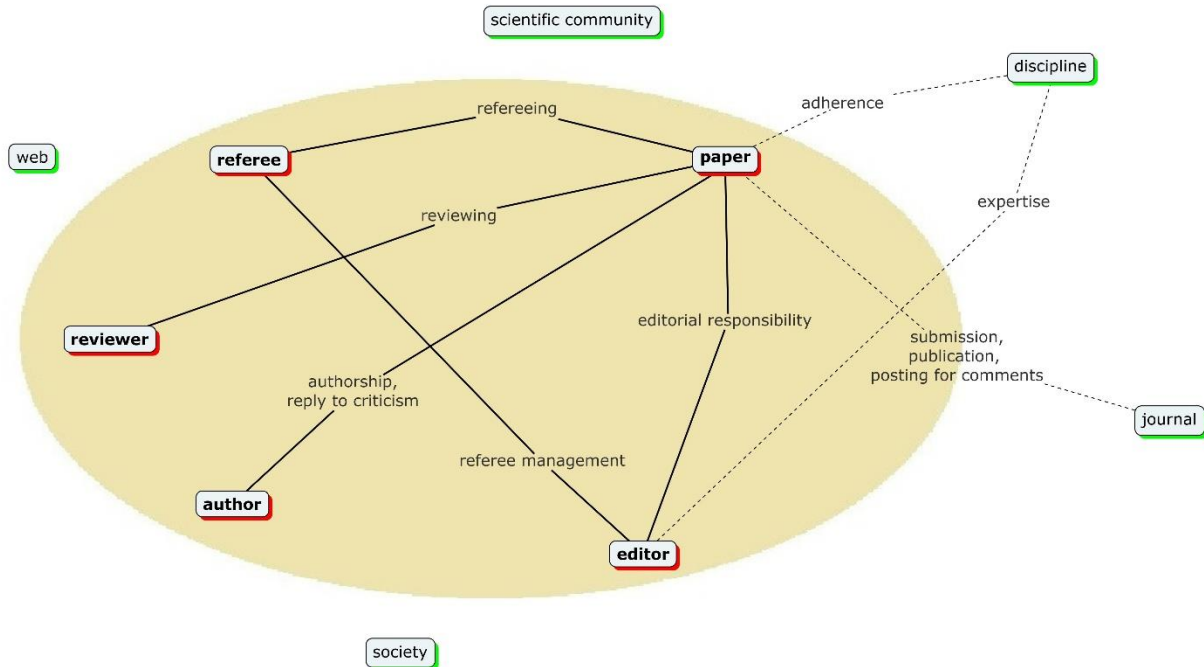 scientific community
discipline
adherence
refereeing
web
referee
paper
expertise
reviewing
editorial responsibility
reviewer
submission,
publication,
posting for comments
authorship,
reply to criticism
journal
referee management
author
editor
society